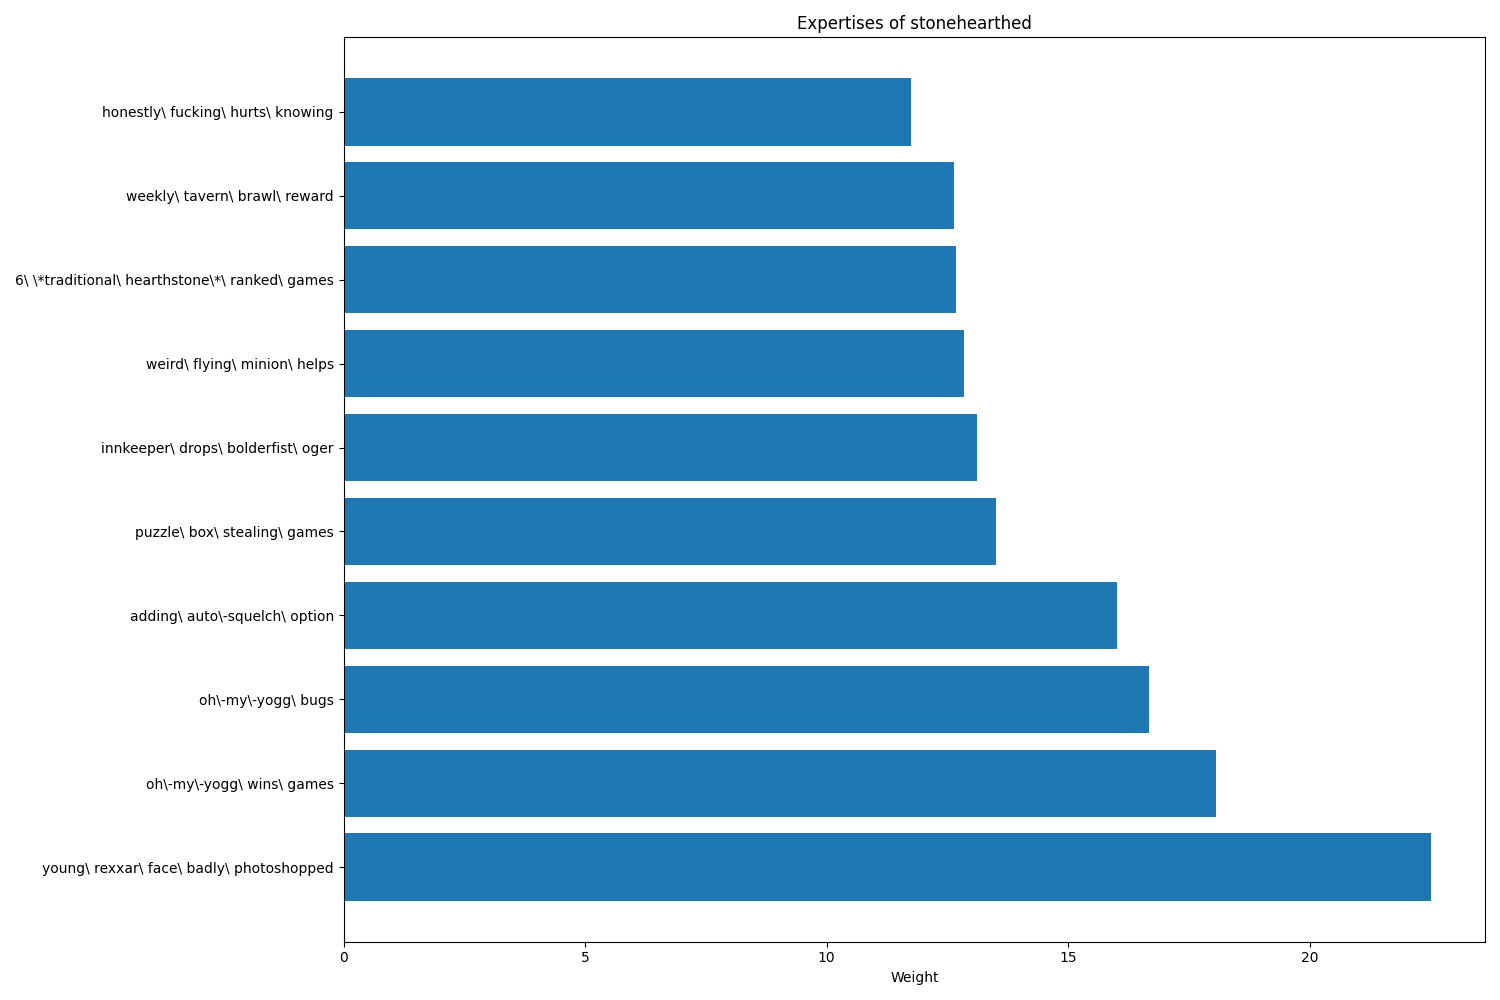 Expertises of stonehearthed
honestly\ fucking\ hurts\ knowing
weekly\ tavern\ brawl\ reward
6\ \*traditional\ hearthstone\*\ ranked\ games
weird\ flying\ minion\ helps
innkeeper\ drops\ bolderfist\ oger
puzzle\ box\ stealing\ games
adding\ auto\-squelch\ option
oh\-my\-yogg\ bugs
oh\-my\-yogg\ wins\ games
young\ rexxar\ face\ badly\ photoshopped
0 5 10 15 20
Weight